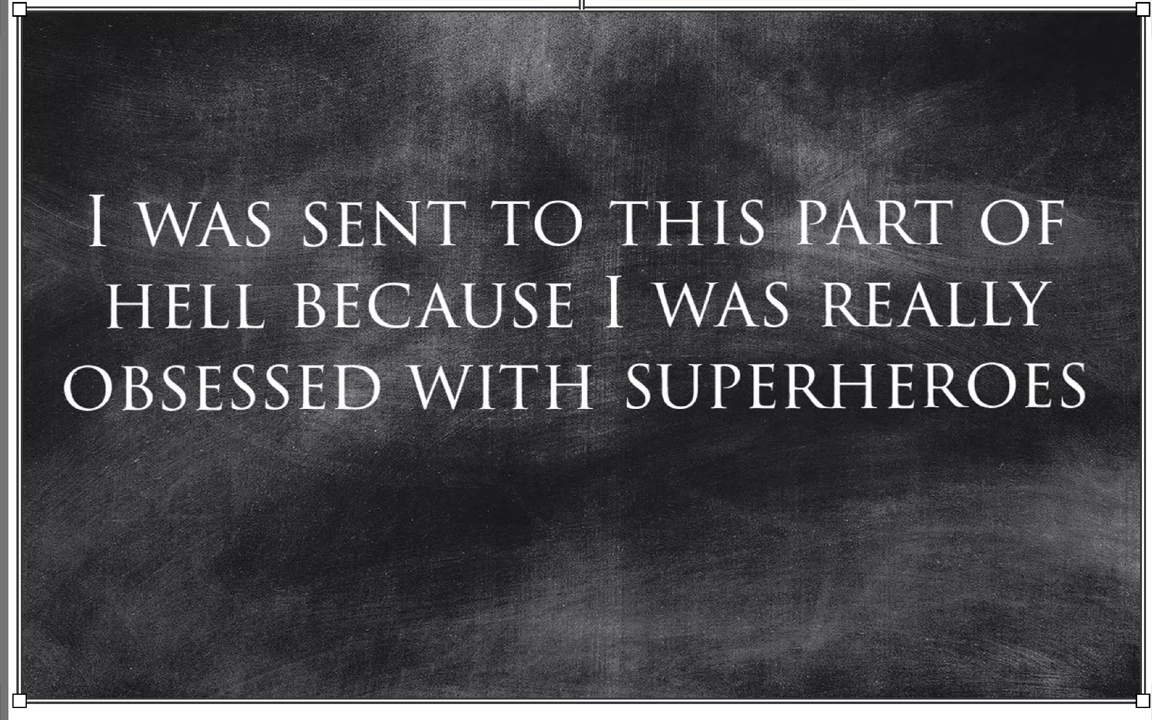 I WAS SENT TO THIS PART OF
HELL BECAUSE I WAS REALLY
OBSESSED WITH SUPERHEROES